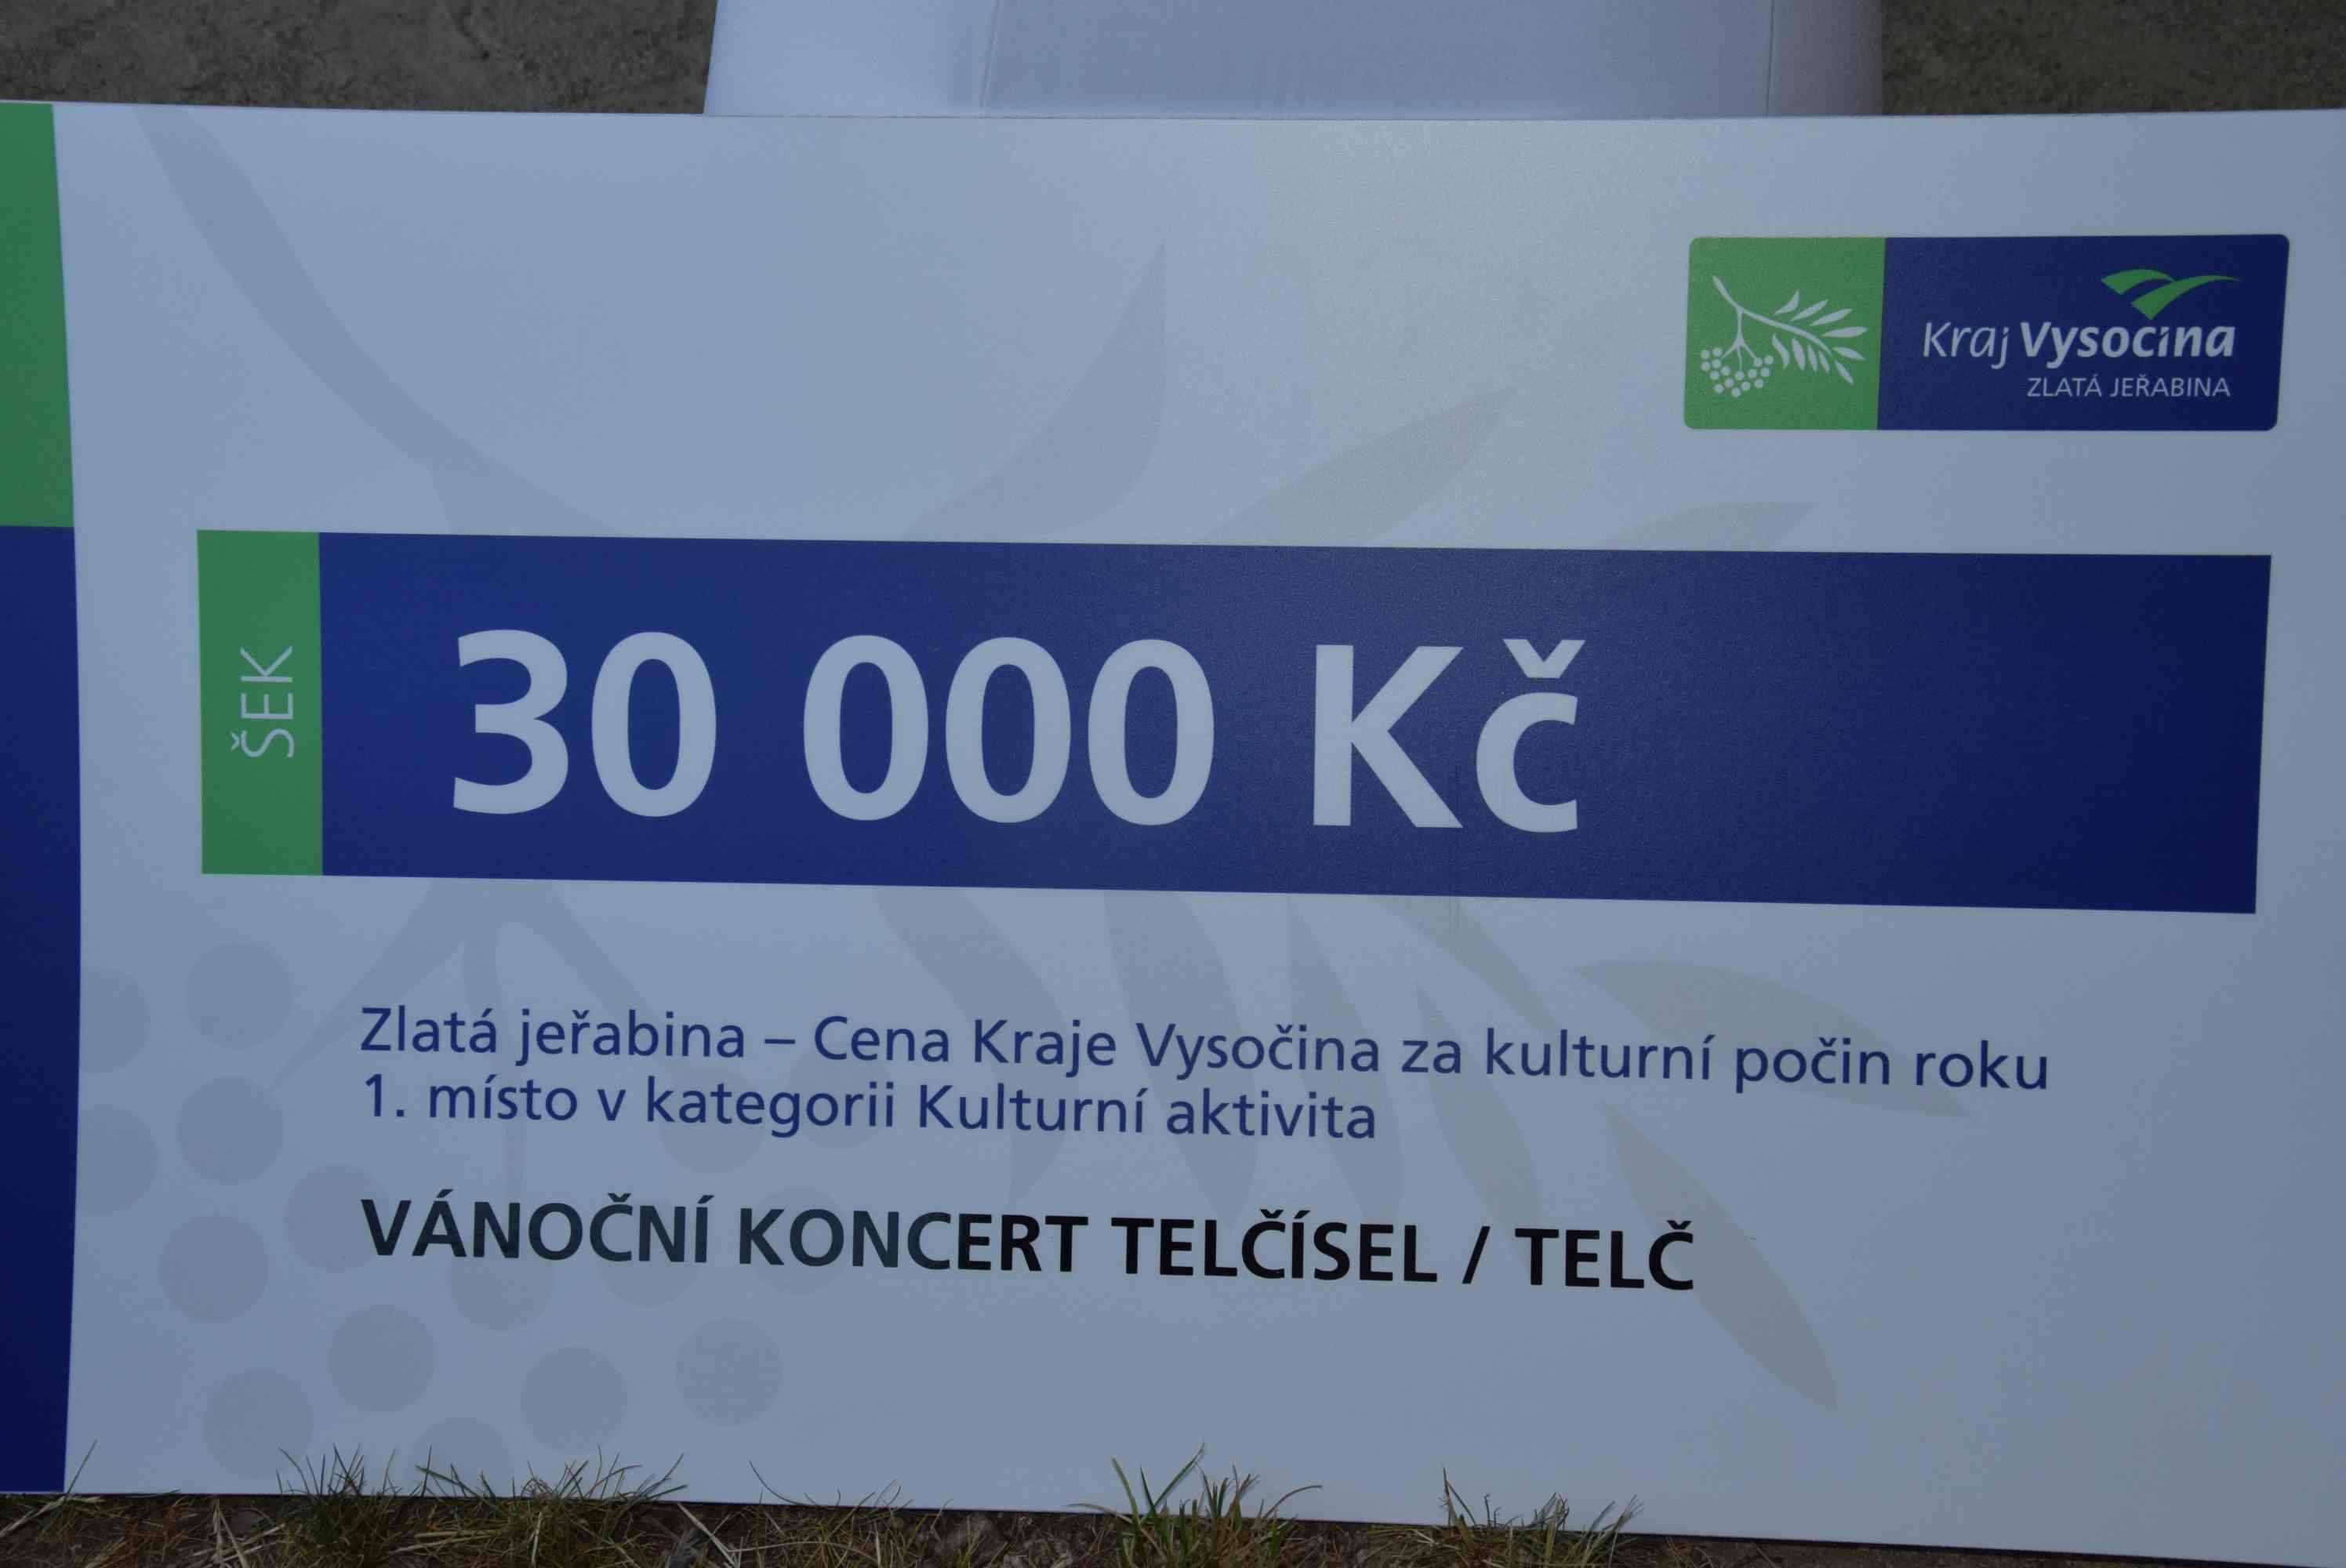 Kraj Vysočina
ZLATÁ JEŘABINA
ŠEK
30 000 Kč
Zlatá jeřabina – Cena Kraje Vysočina za kulturní počin roku
1. místo v kategorii Kulturní aktivita
VÁNOČNÍ KONCERT TELČÍSEL / TELČ